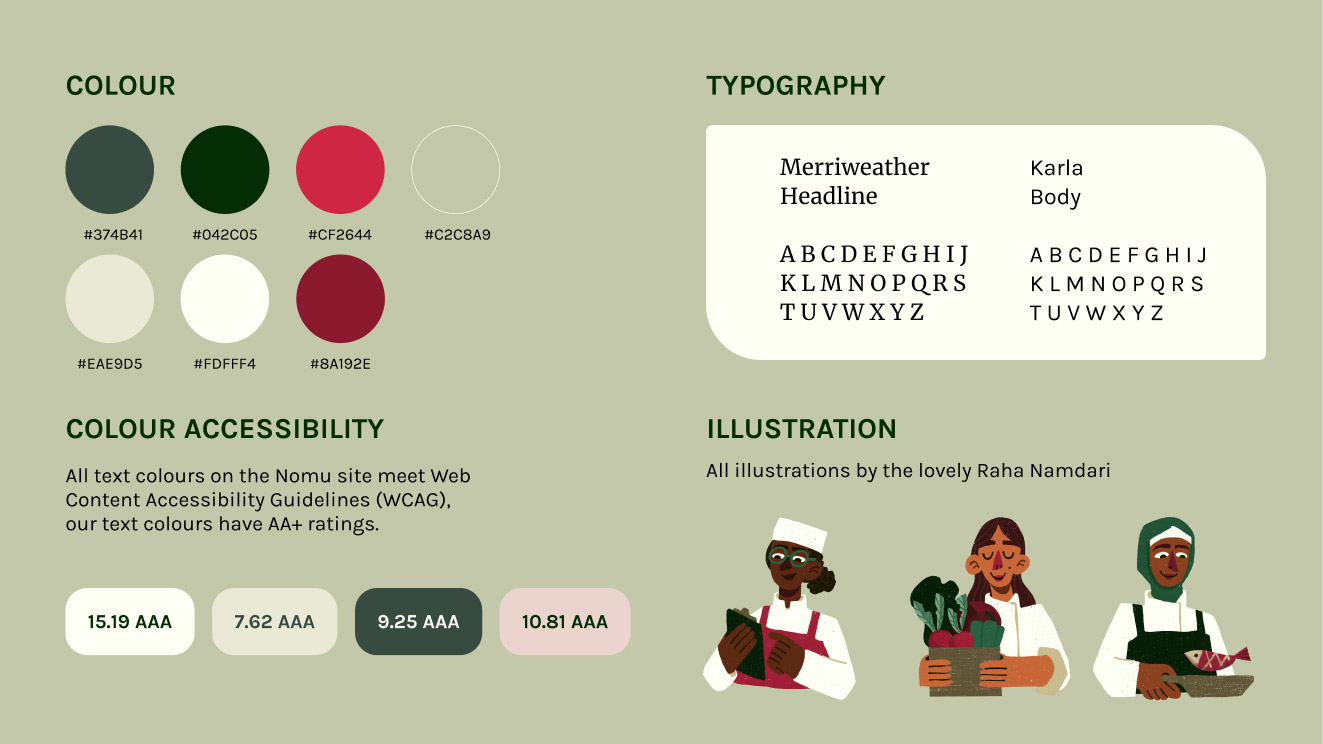 COLOUR
#374B41
#042C05
#CF2644
#C2C8A9
#EAE9D5
#FDFFF4
#8A192E
TYPOGRAPHY
Merriweather
Headline
A B C D E F G H I J
K L M N O P Q R S
T U V W X Y Z
Karla
Body
A B C D E F G H I J
K L M N O P Q R S
T U V W X Y Z
COLOUR ACCESSIBILITY
All text colours on the Nomu site meet Web
Content Accessibility Guidelines (WCAG),
our text colours have AA+ ratings.
15.19 AAA
7.62 AAA
9.25 AAA
10.81 AAA
ILLUSTRATION
All illustrations by the lovely Raha Namdari